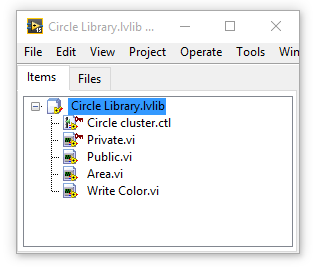 Circle Library.lvlib ...
File Edit View Project Operate Tools Win
Items Files
Circle Library.lvlib
Circle cluster.ctl
Private.vi
Public.vi
Area.vi
Write Color.vi